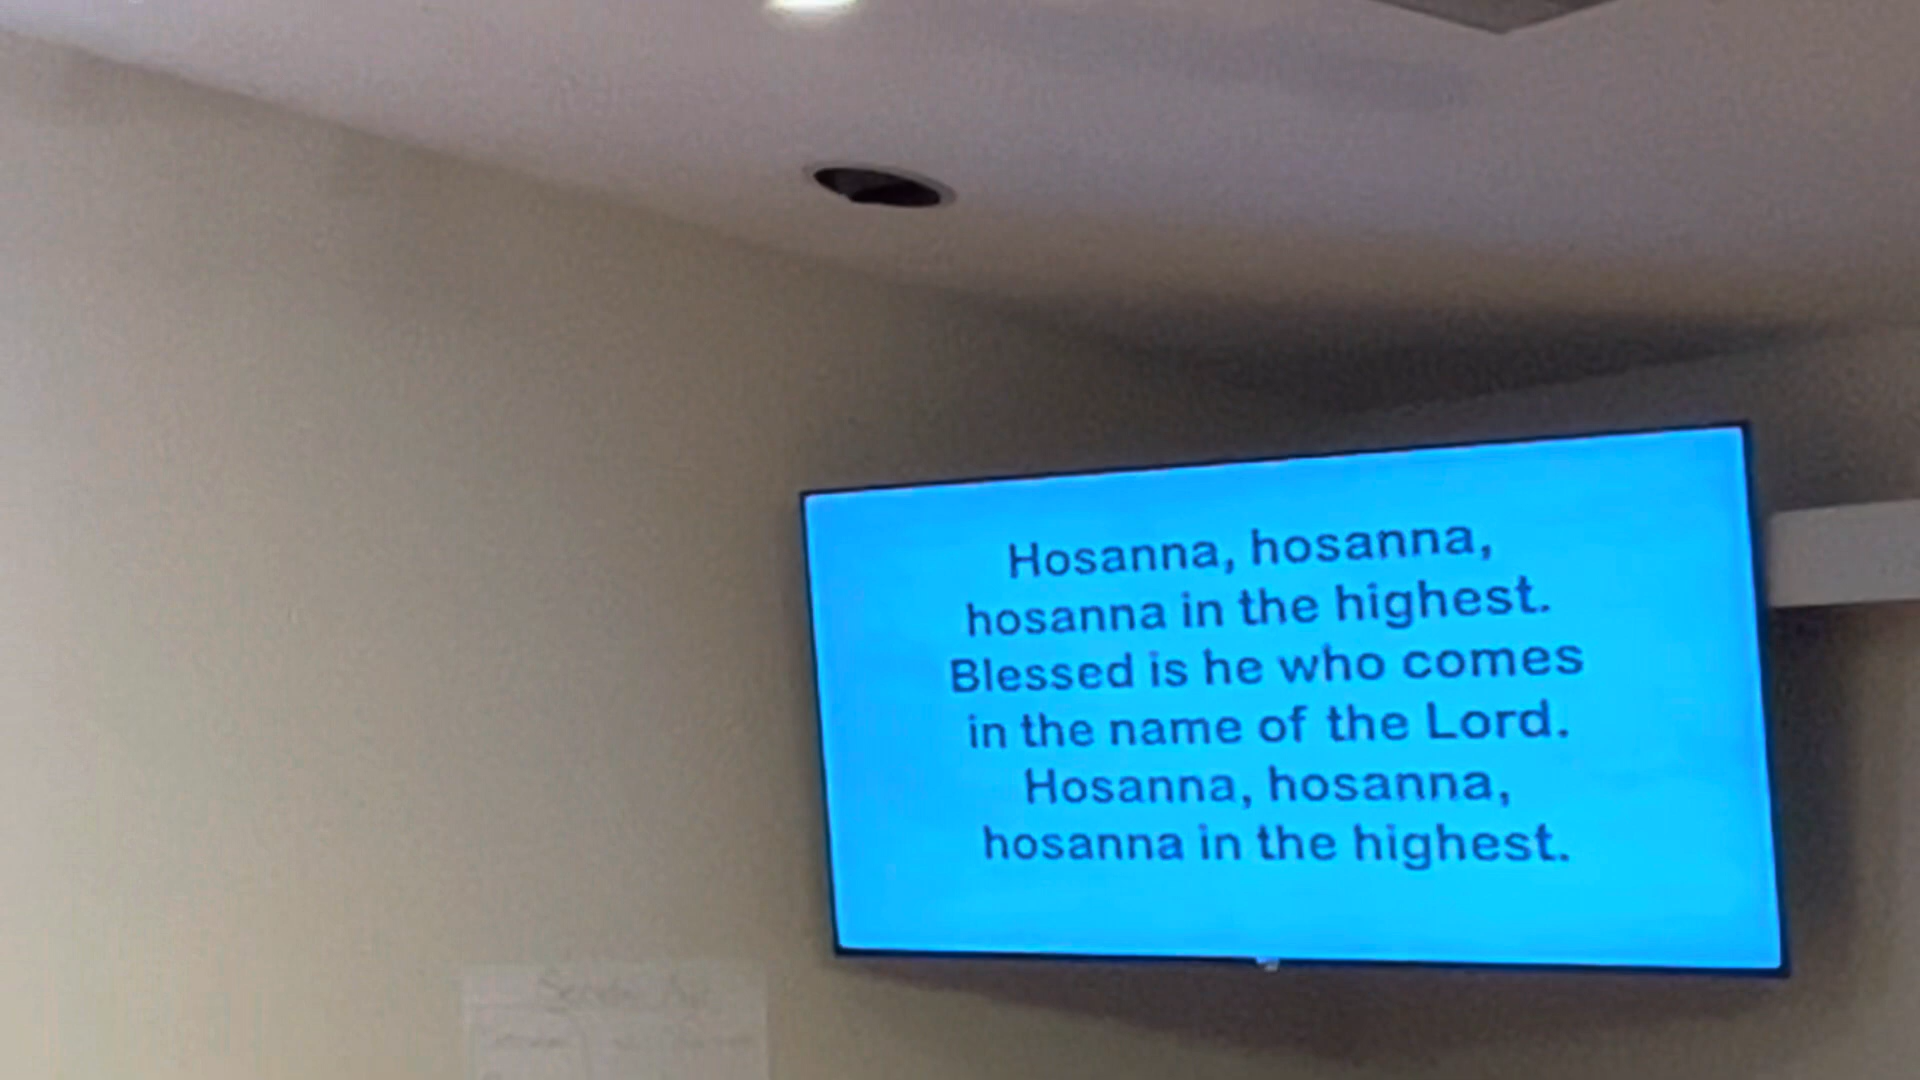 Hosanna, hosanna,
hosanna in the highest.
Blessed is he who comes
in the name of the Lord.
Hosanna, hosanna,
hosanna in the highest.